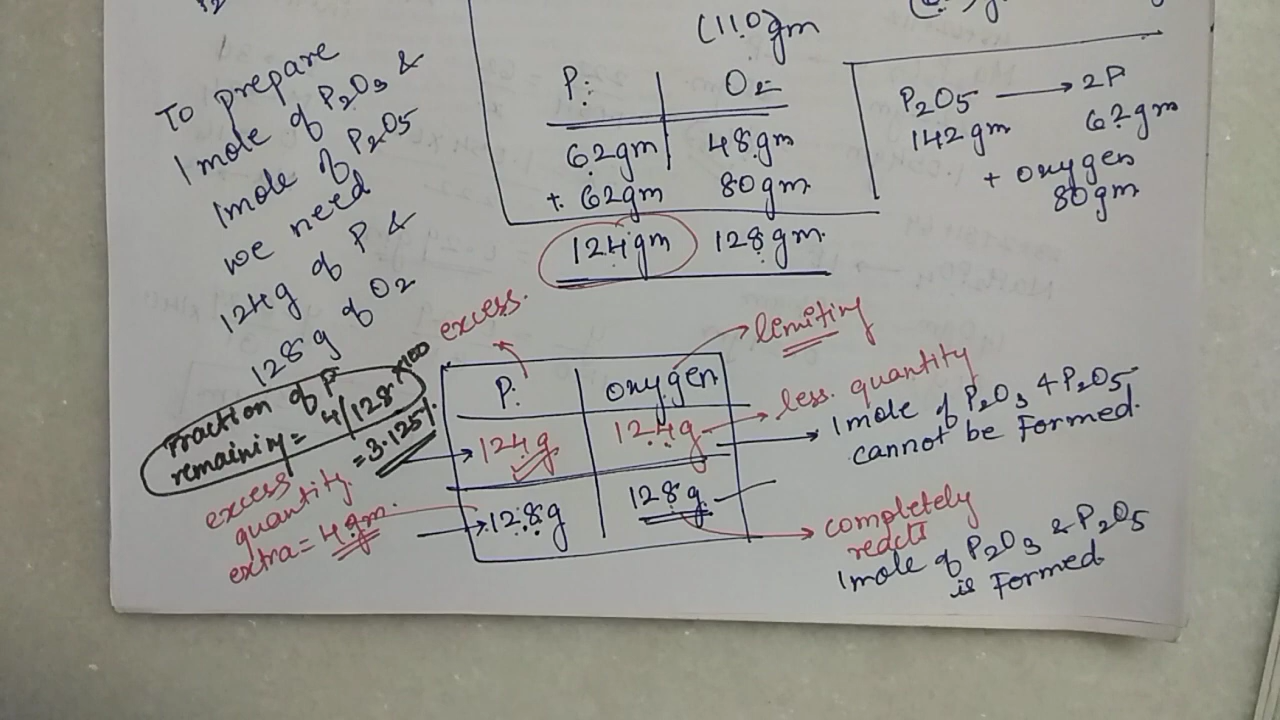 (110)gm
To prepare
1 mole of P2O3 &
1mole of P2O5
we need
124g of P &
128g of O2
P: O2
62gm 48gm
+ 62gm 80gm
124gm 128gm
P2O5 → 2P
142gm 62gm
+ oxygen
80gm
excess.
limiting
P. oxygen
124g 124g
128g 128g
less quantity
1mole of P2O3 & P2O5
cannot be Formed.
Fraction of P
remaining = 4/128 × 100
= 3.125%
excess
quantity.
extra = 4gm.
completely
react
1mole of P2O3 & P2O5
is Formed.